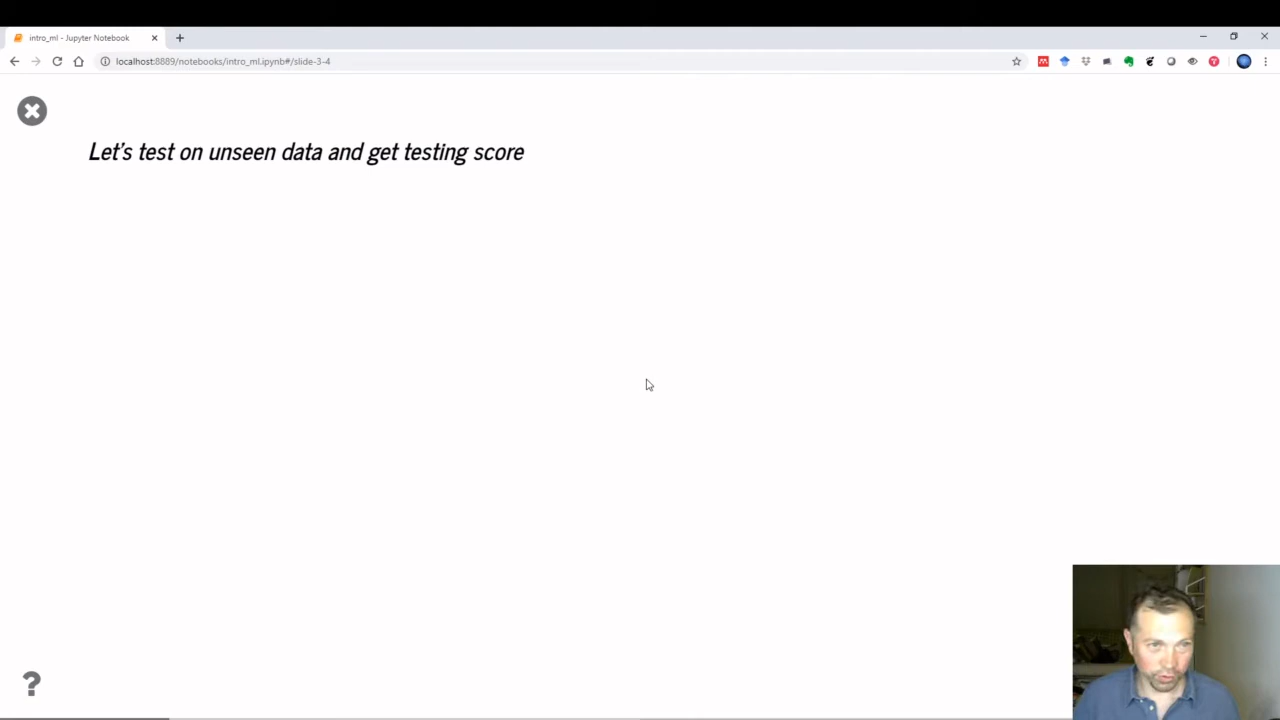 intro_ml - Jupyter Notebook
localhost:8889/notebooks/intro_ml.ipynb#/slide-3-4
Let's test on unseen data and get testing score
?